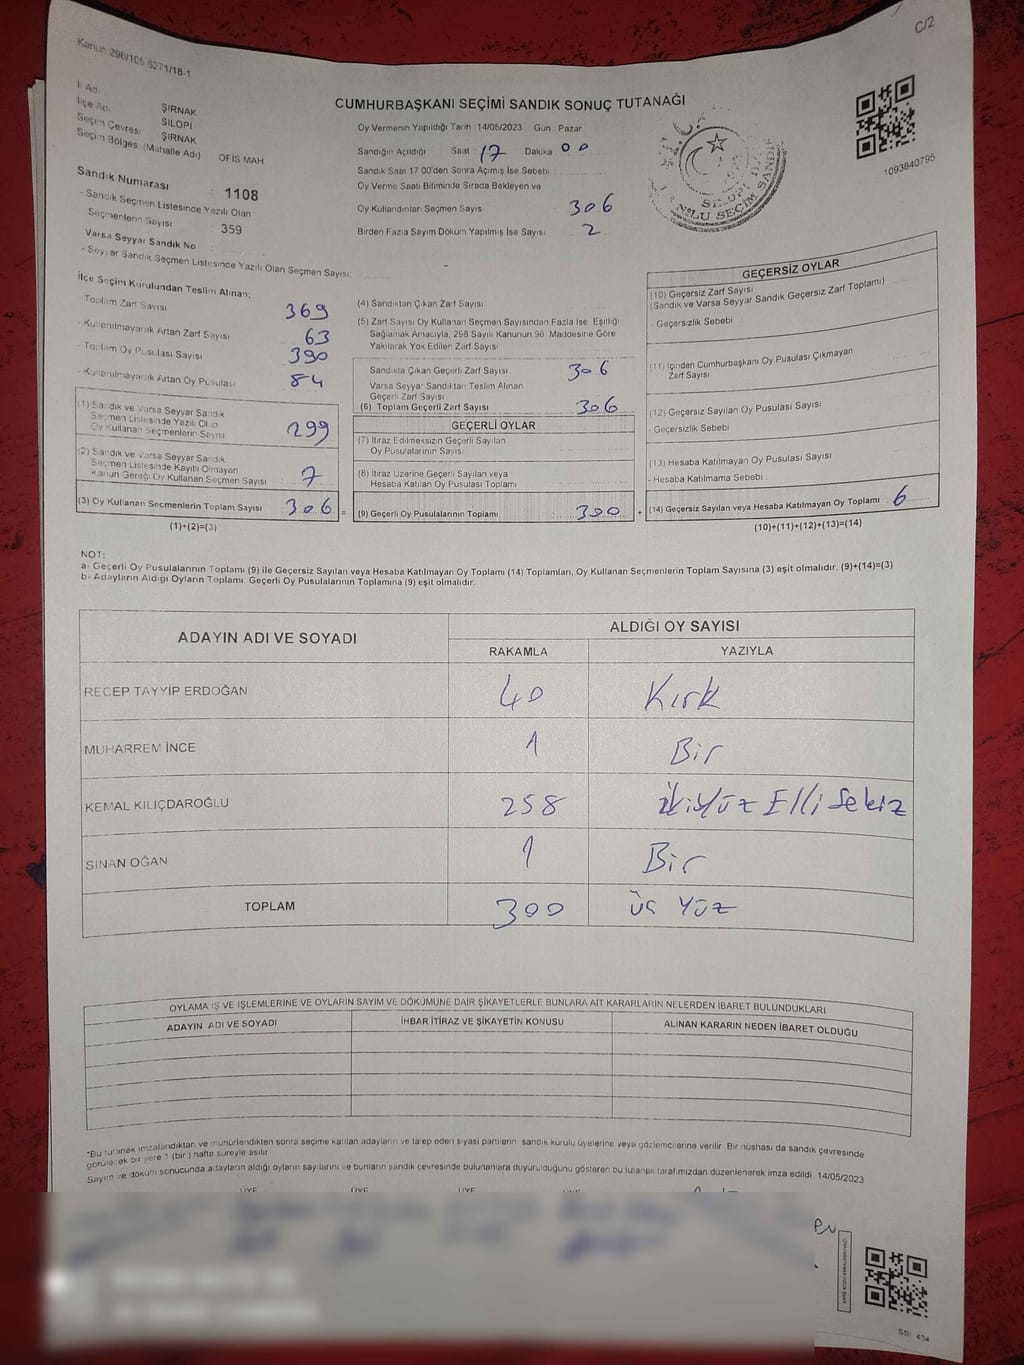 C/2
Kanun 298/105 6271/18-1
İl Adı
İlçe Adı ŞIRNAK
Seçim Çevresi SİLOPİ
Seçim Bölgesi (Mahalle Adı) ŞIRNAK
OFİS MAH
CUMHURBAŞKANI SEÇİMİ SANDIK SONUÇ TUTANAĞI
Oy Vermenin Yapıldığı Tarih : 14/05/2023 Gün : Pazar
Sandığın Açıldığı Saat : 17 Dakika : 00
Sandık Saat 17:00'den Sonra Açılmış İse Sebebi :
Oy Verme Saati Bitiminde Sırada Bekleyen ve
Oy Kullandırılan Seçmen Sayısı 306
Birden Fazla Sayım Döküm Yapılmış İse Sayısı 2
1093840795
Sandık Numarası : 1108
- Sandık Seçmen Listesinde Yazılı Olan
Seçmenlerin Sayısı : 359
Varsa Seyyar Sandık No
- Seyyar Sandık Seçmen Listesinde Yazılı Olan Seçmen Sayısı: -
İlçe Seçim Kurulundan Teslim Alınan:
Toplam Zarf Sayısı 369
- Kullanılmayarak Artan Zarf Sayısı 63
- Toplam Oy Pusulası Sayısı 390
- Kullanılmayarak Artan Oy Pusulası 84
(1) Sandık ve Varsa Seyyar Sandık
Seçmen Listesinde Yazılı Olup
Oy Kullanan Seçmenlerin Sayısı 299
(2) Sandık ve Varsa Seyyar Sandık
Seçmen Listesinde Kayıtlı Olmayan
Kanun Gereği Oy Kullanan Seçmen Sayısı 7
(3) Oy Kullanan Seçmenlerin Toplam Sayısı 306 =
(1)+(2)=(3)
(4) Sandıktan Çıkan Zarf Sayısı
(5) Zarf Sayısı Oy Kullanan Seçmen Sayısından Fazla İse, Eşitliği
Sağlamak Amacıyla, 298 Sayılı Kanunun 98. Maddesine Göre
Yakılarak Yok Edilen Zarf Sayısı
Sandıkta Çıkan Geçerli Zarf Sayısı 306
Varsa Seyyar Sandıktan Teslim Alınan
Geçerli Zarf Sayısı
(6) Toplam Geçerli Zarf Sayısı 306
GEÇERLİ OYLAR
(7) İtiraz Edilmeksizin Geçerli Sayılan
Oy Pusulalarının Sayısı
(8) İtiraz Üzerine Geçerli Sayılan veya
Hesaba Katılan Oy Pusulası Toplamı
(9) Geçerli Oy Pusulalarının Toplamı 300 +
GEÇERSİZ OYLAR
(10) Geçersiz Zarf Sayısı
(Sandık ve Varsa Seyyar Sandık Geçersiz Zarf Toplamı)
- Geçersizlik Sebebi :
(11) İçinden Cumhurbaşkanı Oy Pusulası Çıkmayan
Zarf Sayısı
(12) Geçersiz Sayılan Oy Pusulası Sayısı
- Geçersizlik Sebebi
(13) Hesaba Katılmayan Oy Pusulası Sayısı
- Hesaba Katılmama Sebebi :
(14) Geçersiz Sayılan veya Hesaba Katılmayan Oy Toplamı : 6
(10)+(11)+(12)+(13)=(14)
NOT:
a- Geçerli Oy Pusulalarının Toplamı (9) ile Geçersiz Sayılan veya Hesaba Katılmayan Oy Toplamı (14) Toplamları, Oy Kullanan Seçmenlerin Toplam Sayısına (3) eşit olmalıdır. (9)+(14)=(3)
b- Adayların Aldığı Oyların Toplamı, Geçerli Oy Pusulalarının Toplamına (9) eşit olmalıdır.
ADAYIN ADI VE SOYADI ALDIĞI OY SAYISI
RAKAMLA YAZIYLA
RECEP TAYYİP ERDOĞAN 40 Kırk
MUHARREM İNCE 1 Bir
KEMAL KILIÇDAROĞLU 258 ikiyüz Elli Sekiz
SİNAN OĞAN 1 Bir
TOPLAM 300 üç Yüz
OYLAMA İŞ VE İŞLEMLERİNE VE OYLARIN SAYIM VE DÖKÜMÜNE DAİR ŞİKAYETLERLE BUNLARA AİT KARARLARIN NELERDEN İBARET BULUNDUKLARI
ADAYIN ADI VE SOYADI İHBAR İTİRAZ VE ŞİKAYETİN KONUSU ALINAN KARARIN NEDEN İBARET OLDUĞU
*Bu tutanak imzalandıktan ve mühürlendikten sonra seçime katılan adayların ve talep eden siyasi partilerin sandık kurulu üyelerine veya gözlemcilerine verilir. Bir nüshası da sandık çevresinde
görülecek bir yere 1 (bir) hafta süreyle asılır.
Sayım ve döküm sonucunda adayların aldığı oyların sayılarını ve bunların sandık çevresinde bulunanlara duyurulduğunu gösteren bu tutanak tarafımızdan düzenlenerek imza edildi. 14/05/2023
ÜYE ÜYE ÜYE
SSİ 404